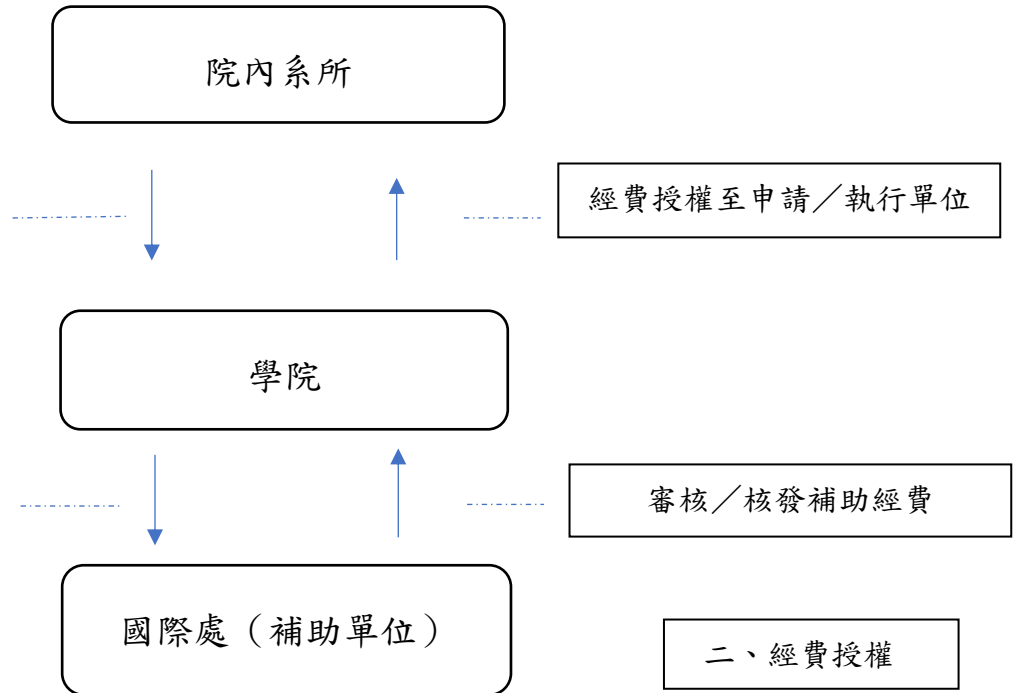 院內系所
經費授權至申請／執行單位
學院
審核／核發補助經費
國際處（補助單位）
二、經費授權